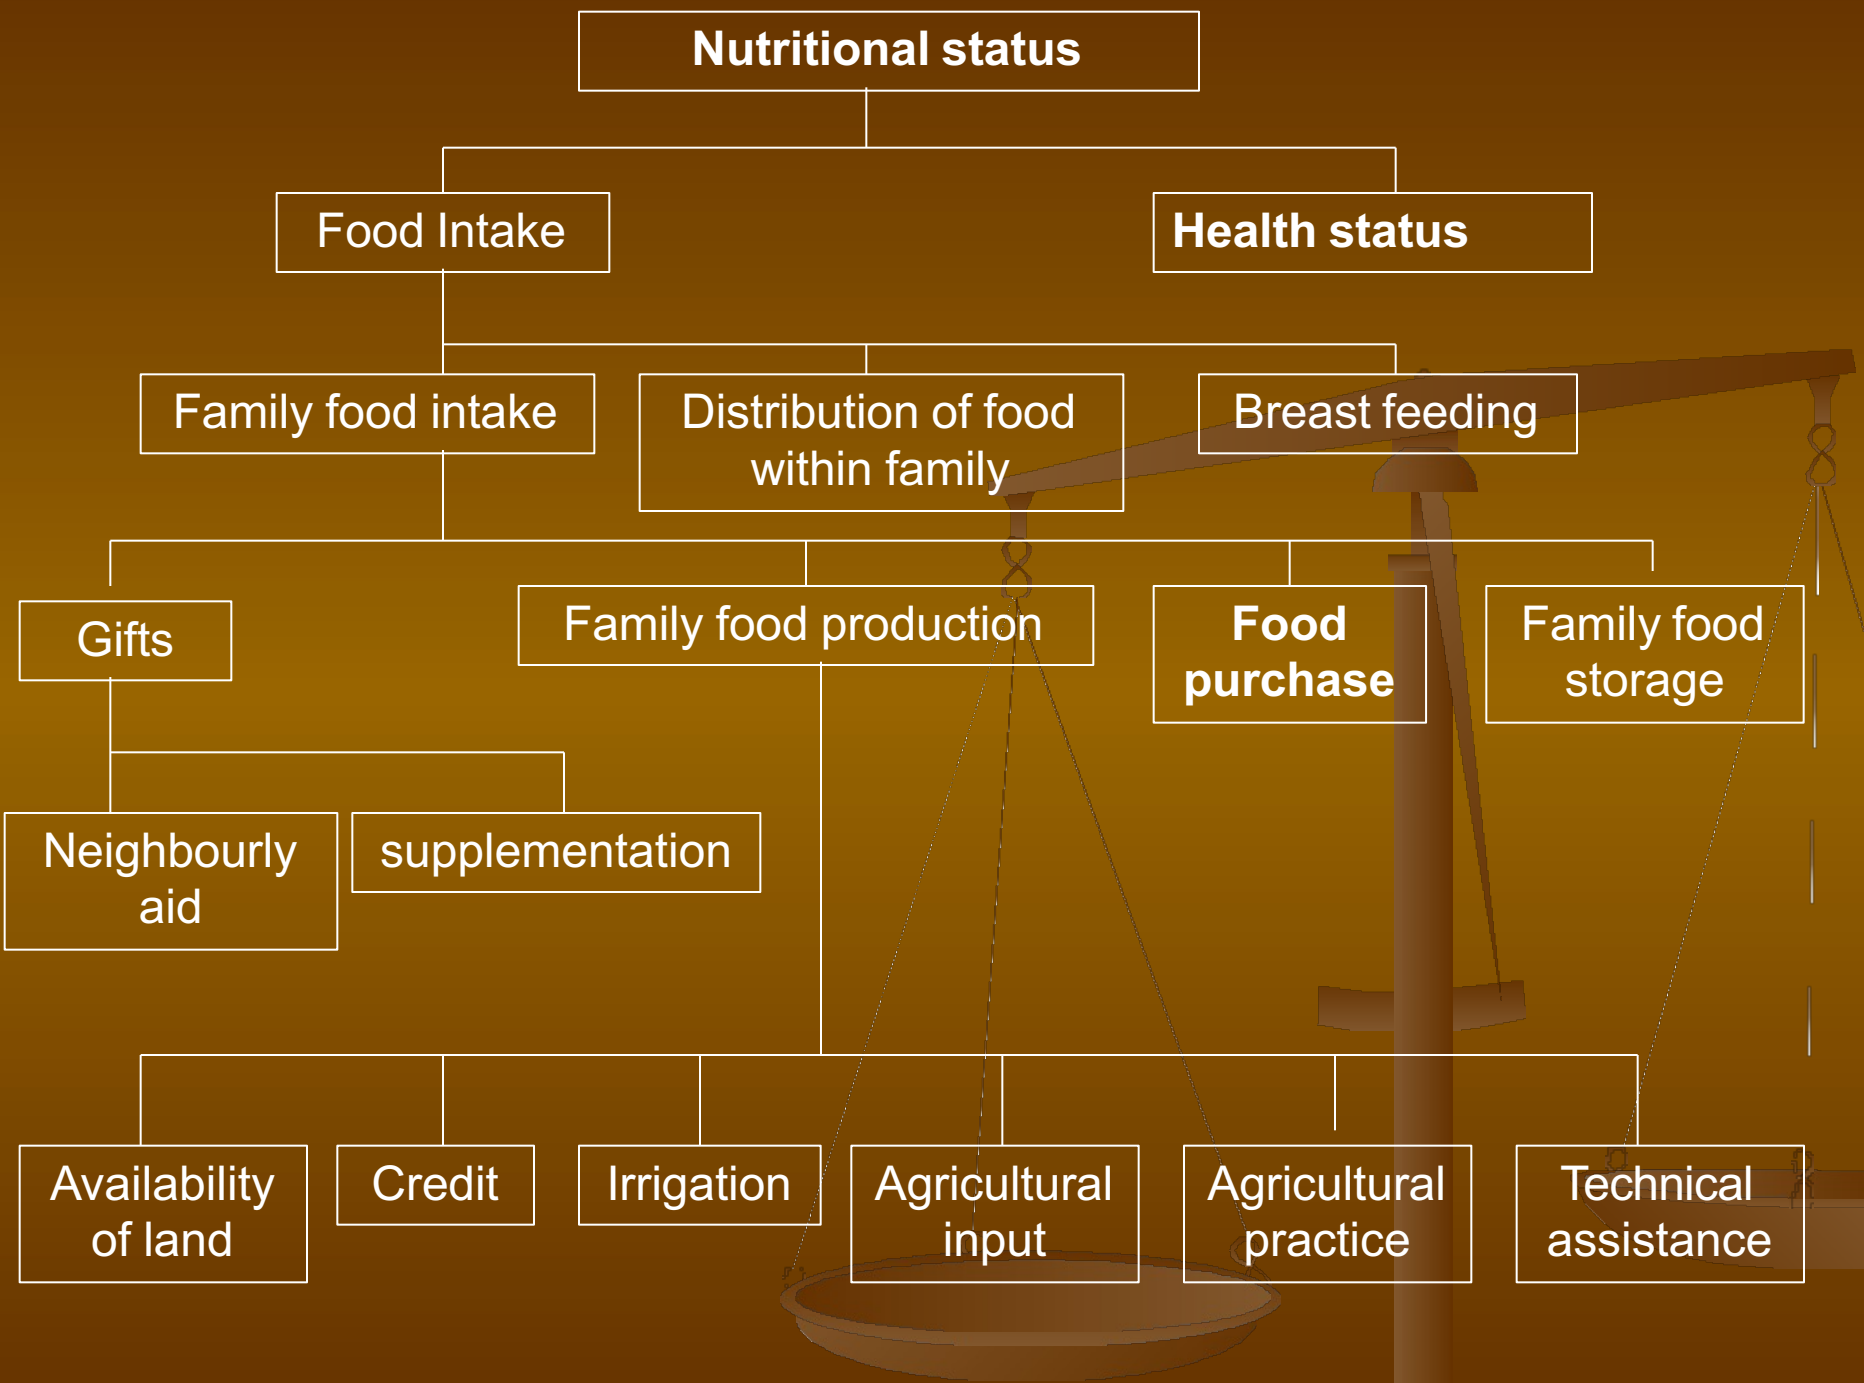 Nutritional status
Food Intake
Health status
Family food intake
Distribution of food
within family
Breast feeding
Gifts
Family food production
Food
purchase
Family food
storage
Neighbourly
aid
supplementation
Availability
of land
Credit
Irrigation
Agricultural
input
Agricultural
practice
Technical
assistance